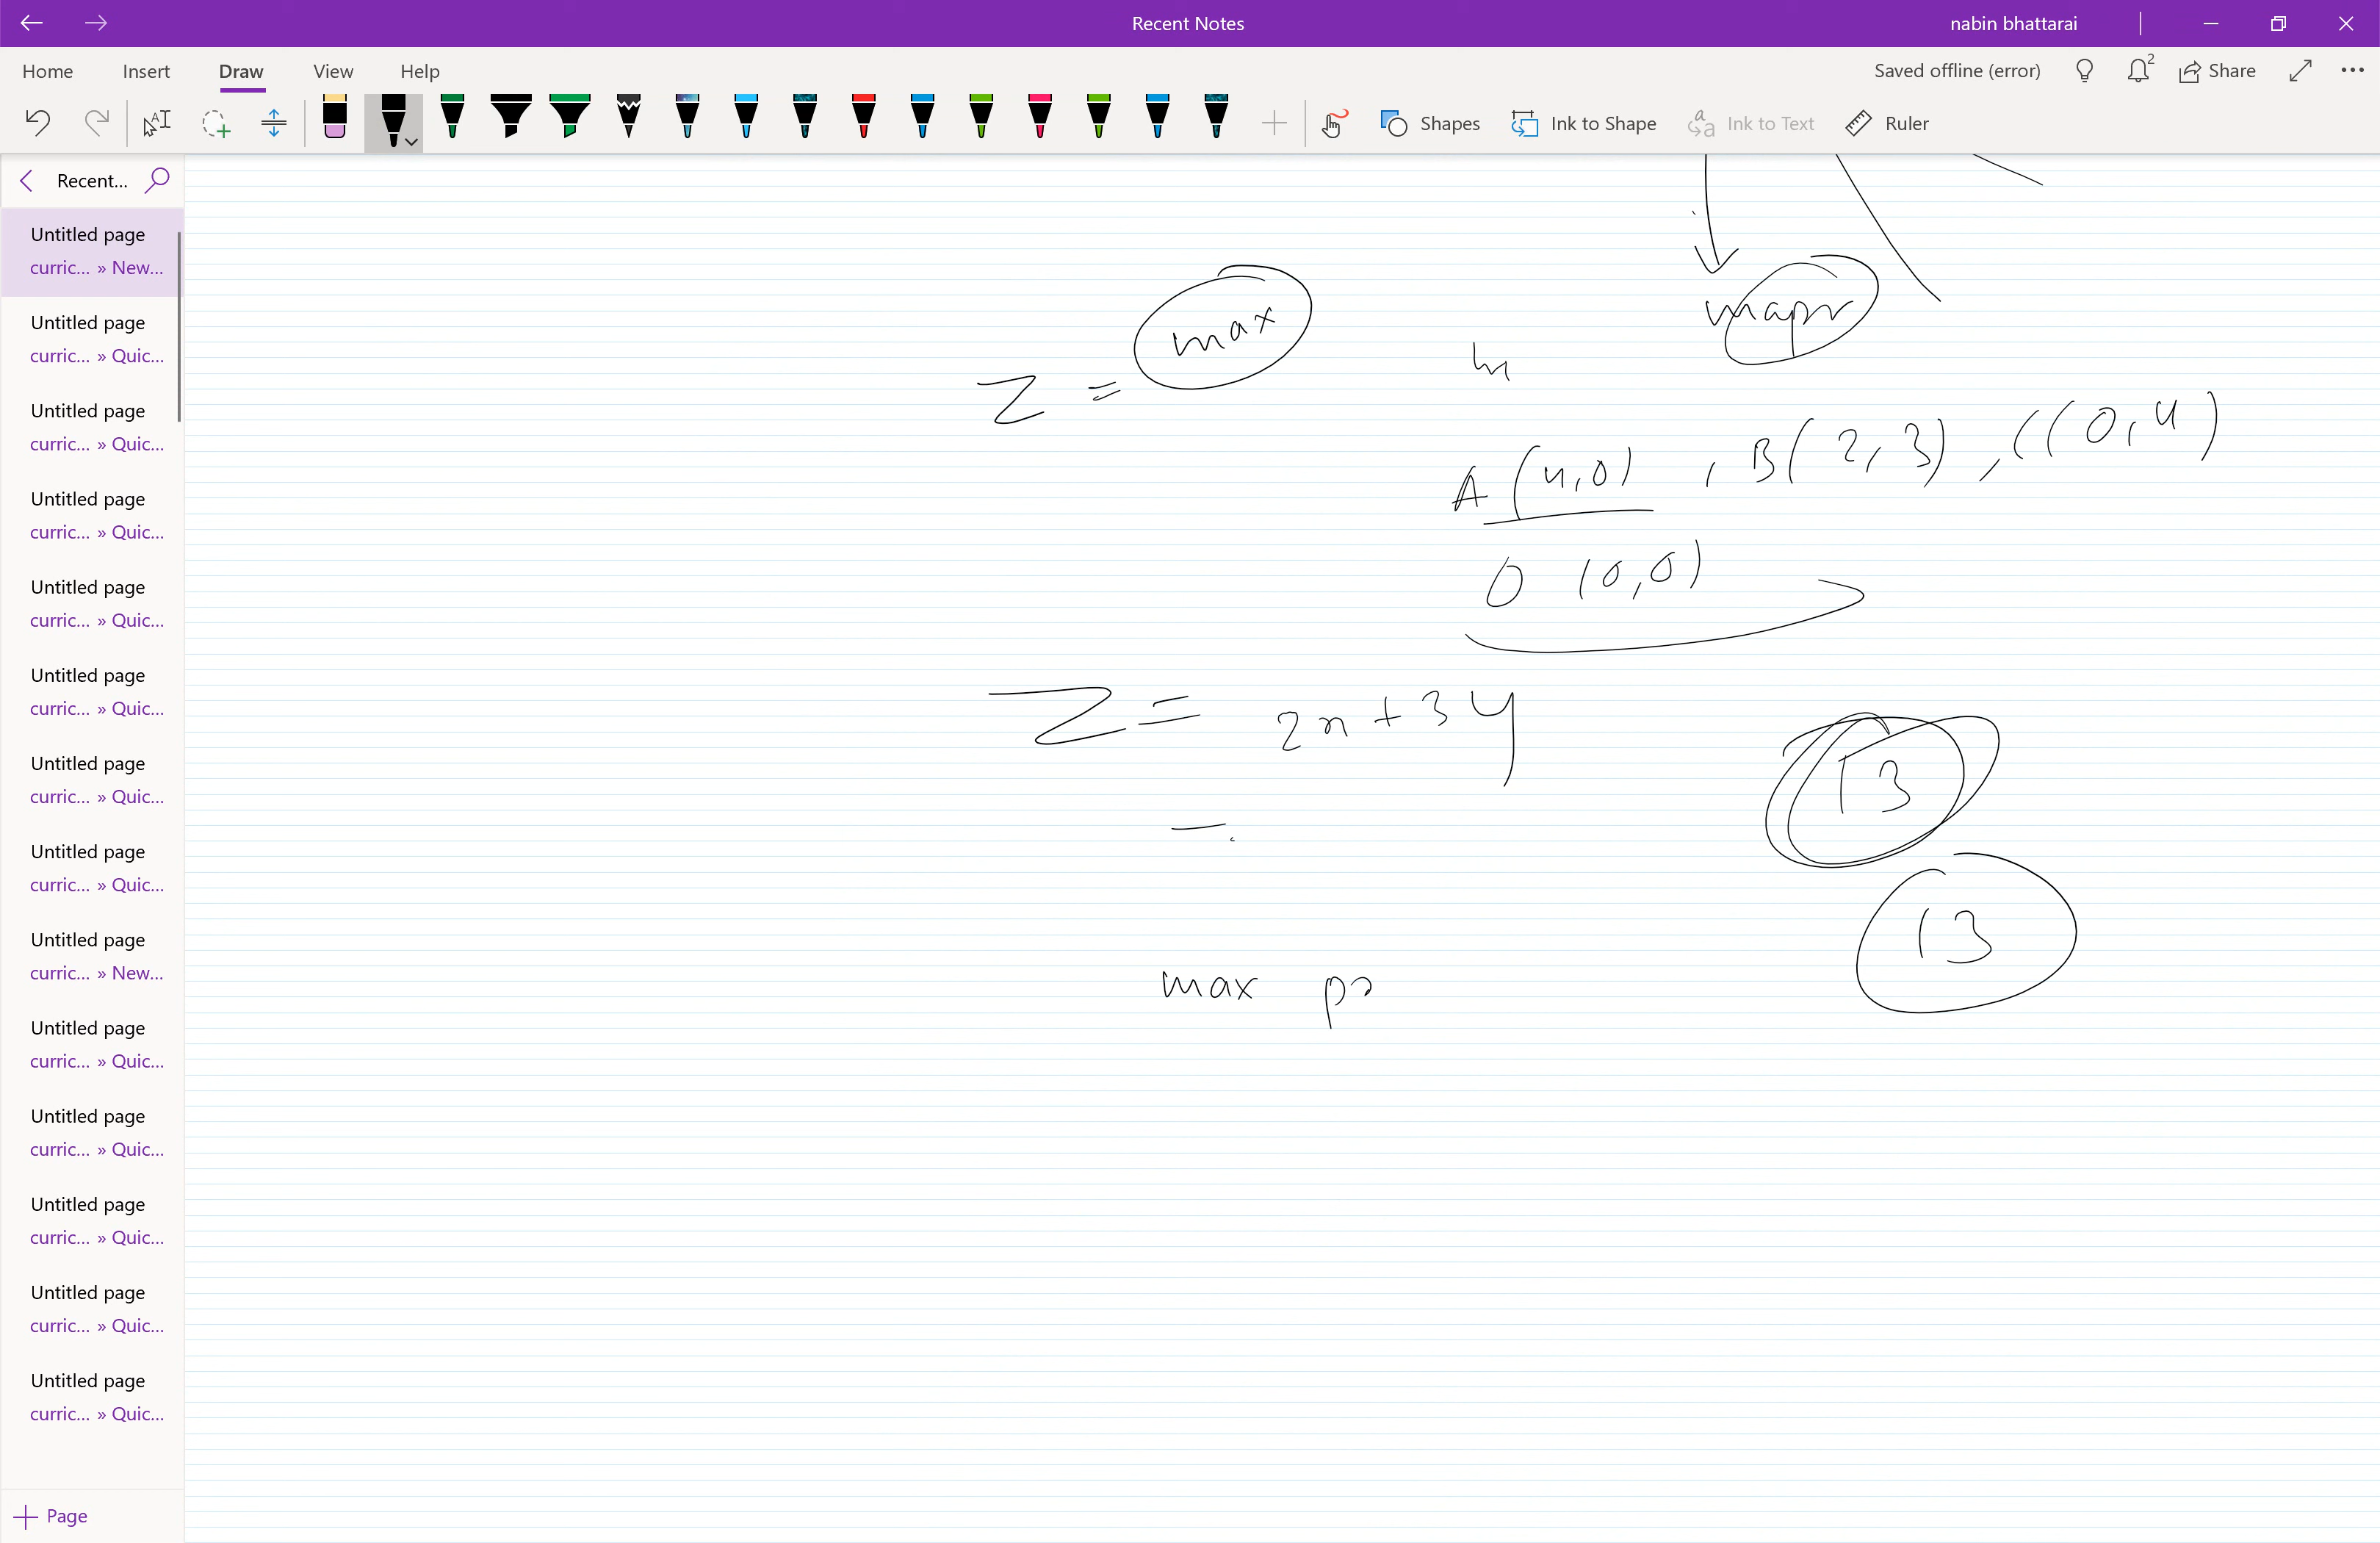 Recent Notes
nabin bhattarai
Home Insert Draw View Help
Saved offline (error) 2 Share
Shapes Ink to Shape Ink to Text Ruler
Recent...
Untitled page
curric... » New...
Untitled page
curric... » Quic...
Untitled page
curric... » Quic...
Untitled page
curric... » Quic...
Untitled page
curric... » Quic...
Untitled page
curric... » Quic...
Untitled page
curric... » Quic...
Untitled page
curric... » Quic...
Untitled page
curric... » New...
Untitled page
curric... » Quic...
Untitled page
curric... » Quic...
Untitled page
curric... » Quic...
Untitled page
curric... » Quic...
Untitled page
curric... » Quic...
Page
Z = max
A (4,0) , B(2,3), C(0,4)
O (0,0)
Z = 2x+3y
13
13
max